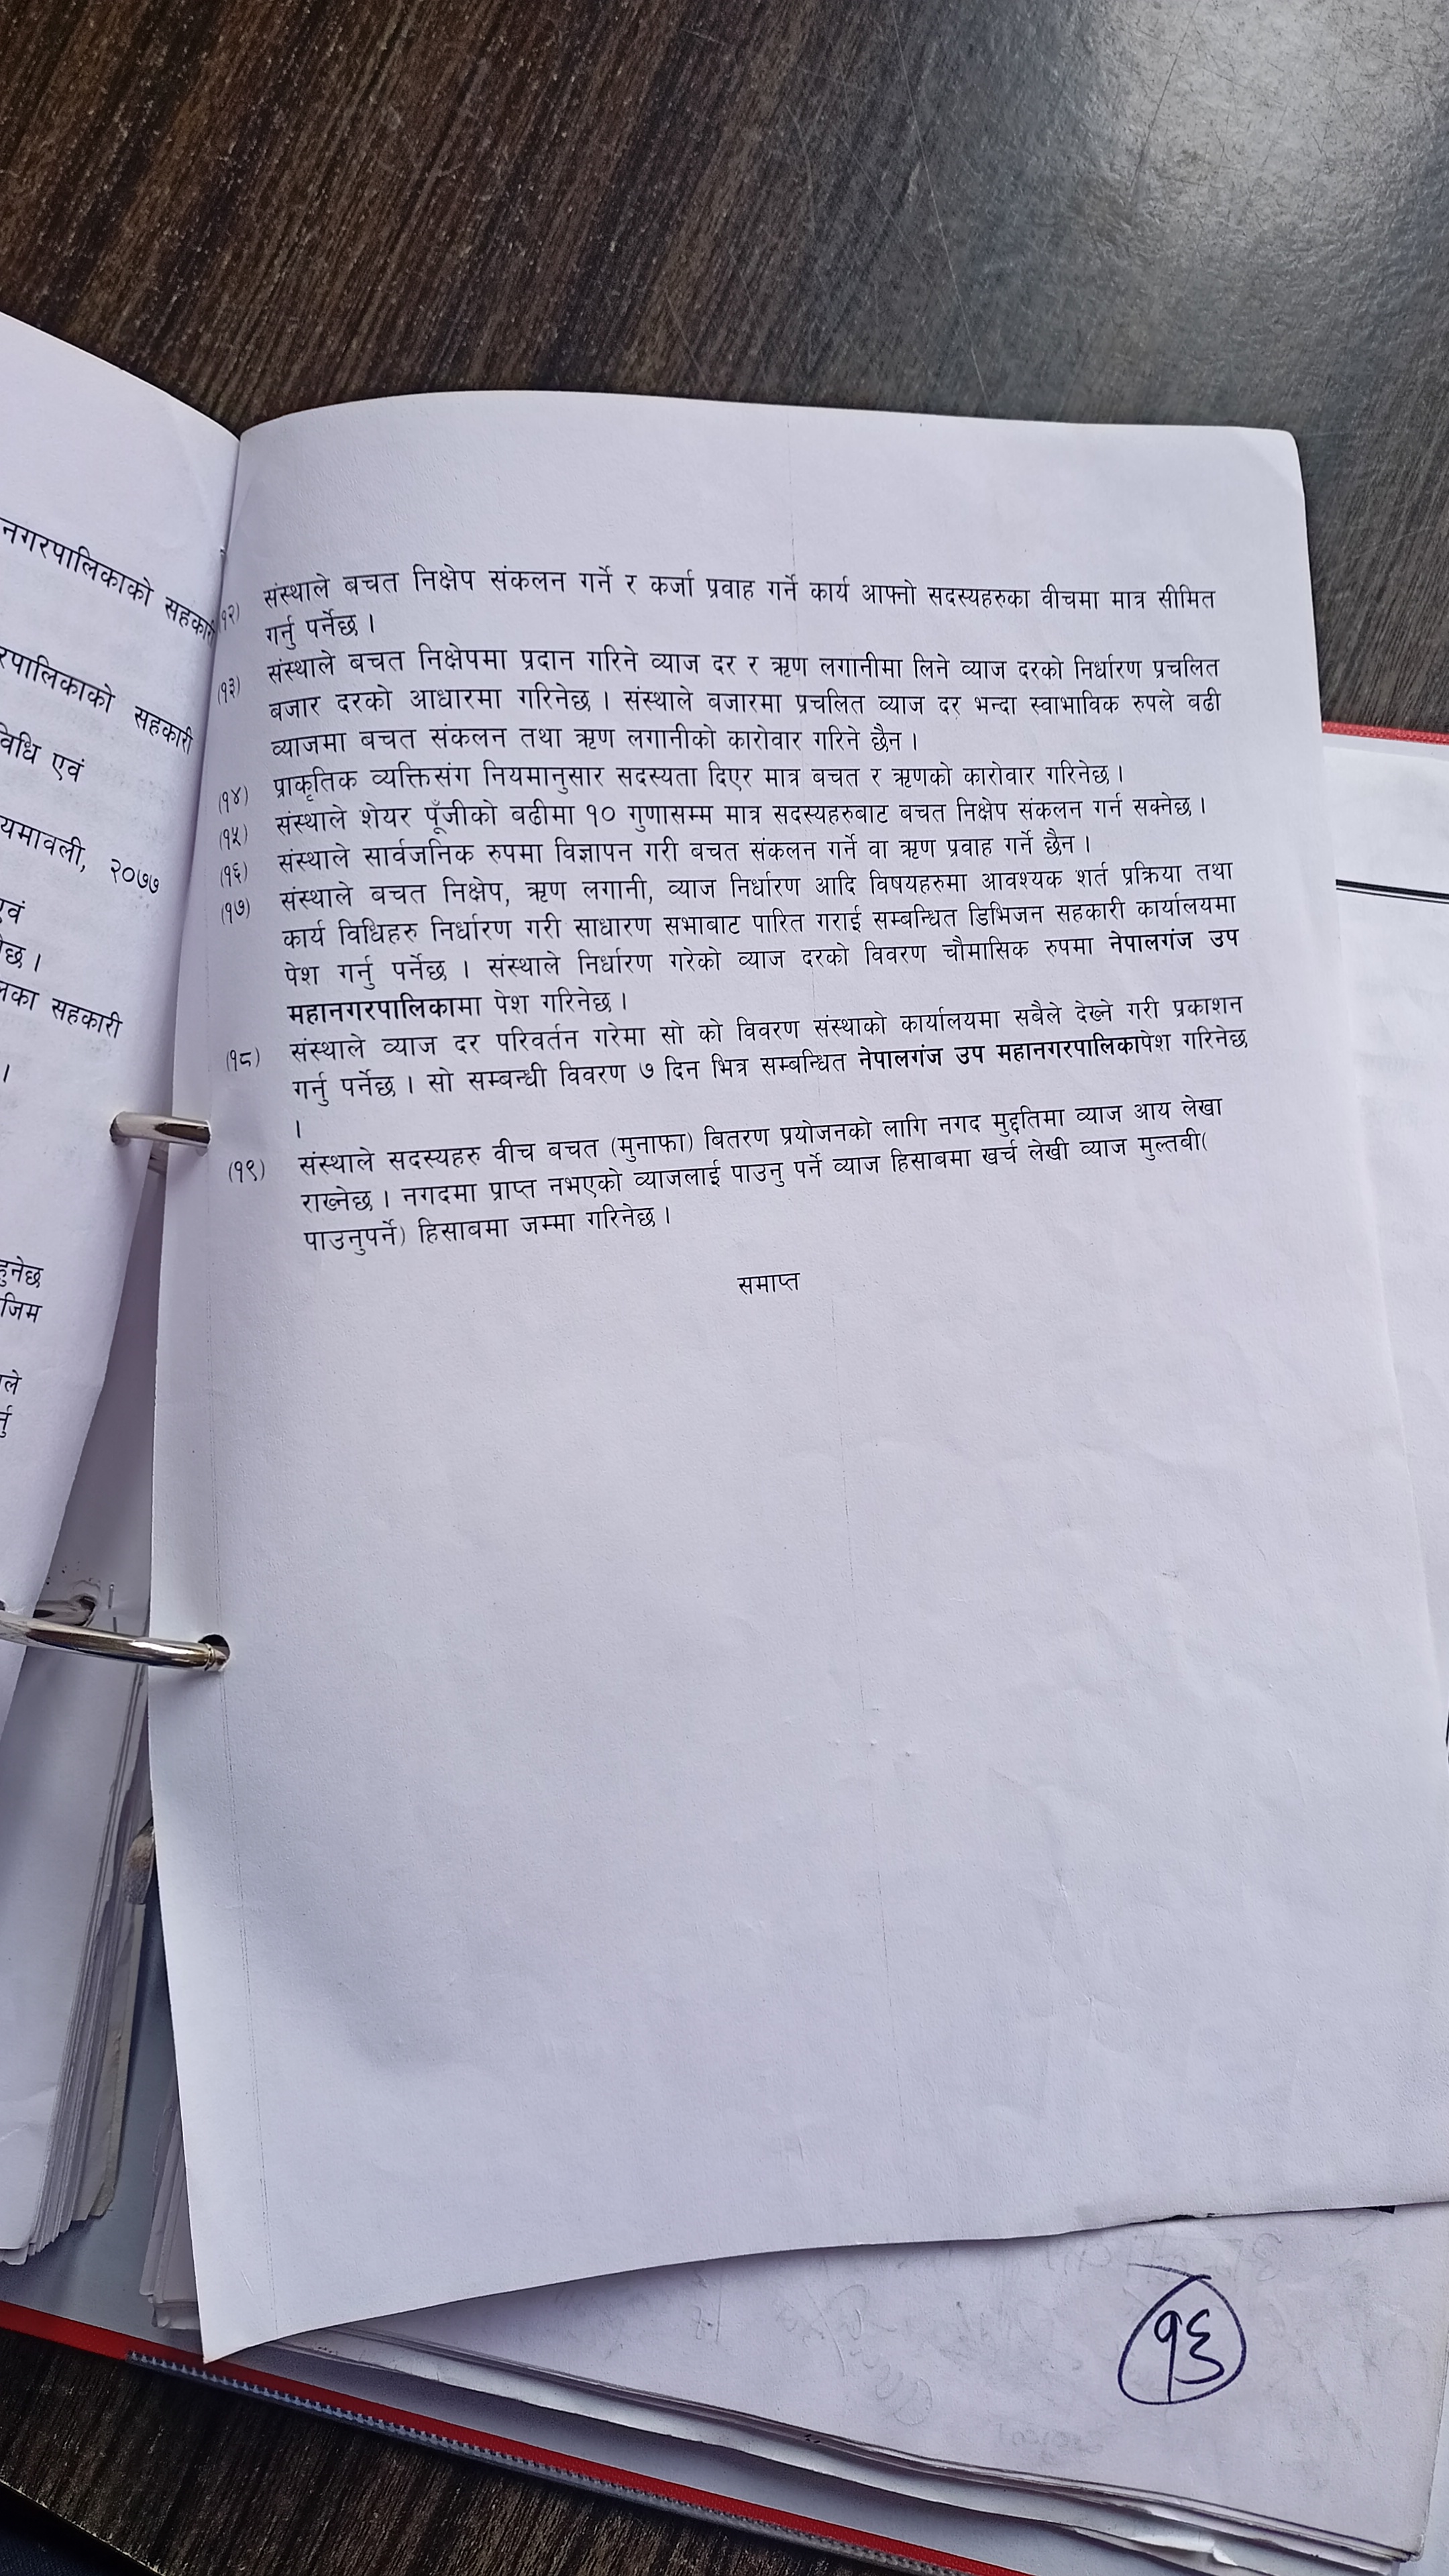 नगरपालिकाको सहकारी
रपालिकाको सहकारी
विधि एवं
यमावली, २०७७
एवं
नेछ ।
सहकारी
।
हुनेछ
जिम
ले
१२) संस्थाले बचत निक्षेप संकलन गर्ने र कर्जा प्रवाह गर्ने कार्य आफ्नो सदस्यहरुका वीचमा मात्र सीमित
गर्नु पर्नेछ ।
(१३) संस्थाले बचत निक्षेपमा प्रदान गरिने व्याज दर र ऋण लगानीमा लिने व्याज दरको निर्धारण प्रचलित
बजार दरको आधारमा गरिनेछ । संस्थाले बजारमा प्रचलित व्याज दर भन्दा स्वाभाविक रुपले बढी
व्याजमा बचत संकलन तथा ऋण लगानीको कारोवार गरिने छैन ।
(१४) प्राकृतिक व्यक्तिसंग नियमानुसार सदस्यता दिएर मात्र बचत र ऋणको कारोवार गरिनेछ ।
(१५) संस्थाले शेयर पूँजीको बढीमा १० गुणासम्म मात्र सदस्यहरुबाट बचत निक्षेप संकलन गर्न सक्नेछ ।
(१६) संस्थाले सार्वजनिक रुपमा विज्ञापन गरी बचत संकलन गर्ने वा ऋण प्रवाह गर्ने छैन ।
(१७) संस्थाले बचत निक्षेप, ऋण लगानी, व्याज निर्धारण आदि विषयहरुमा आवश्यक शर्त प्रक्रिया तथा
कार्य विधिहरु निर्धारण गरी साधारण सभाबाट पारित गराई सम्बन्धित डिभिजन सहकारी कार्यालयमा
पेश गर्नु पर्नेछ । संस्थाले निर्धारण गरेको व्याज दरको विवरण चौमासिक रुपमा नेपालगंज उप
महानगरपालिकामा पेश गरिनेछ ।
(१८) संस्थाले व्याज दर परिवर्तन गरेमा सो को विवरण संस्थाको कार्यालयमा सबैले देख्ने गरी प्रकाशन
गर्नु पर्नेछ । सो सम्बन्धी विवरण ७ दिन भित्र सम्बन्धित नेपालगंज उप महानगरपालिकापेश गरिनेछ
।
(१९) संस्थाले सदस्यहरु वीच बचत (मुनाफा) बितरण प्रयोजनको लागि नगद मुद्दतिमा व्याज आय लेखा
राख्नेछ । नगदमा प्राप्त नभएको व्याजलाई पाउनु पर्ने व्याज हिसाबमा खर्च लेखी व्याज मुल्तबी(
पाउनुपर्ने) हिसाबमा जम्मा गरिनेछ ।
समाप्त
१६